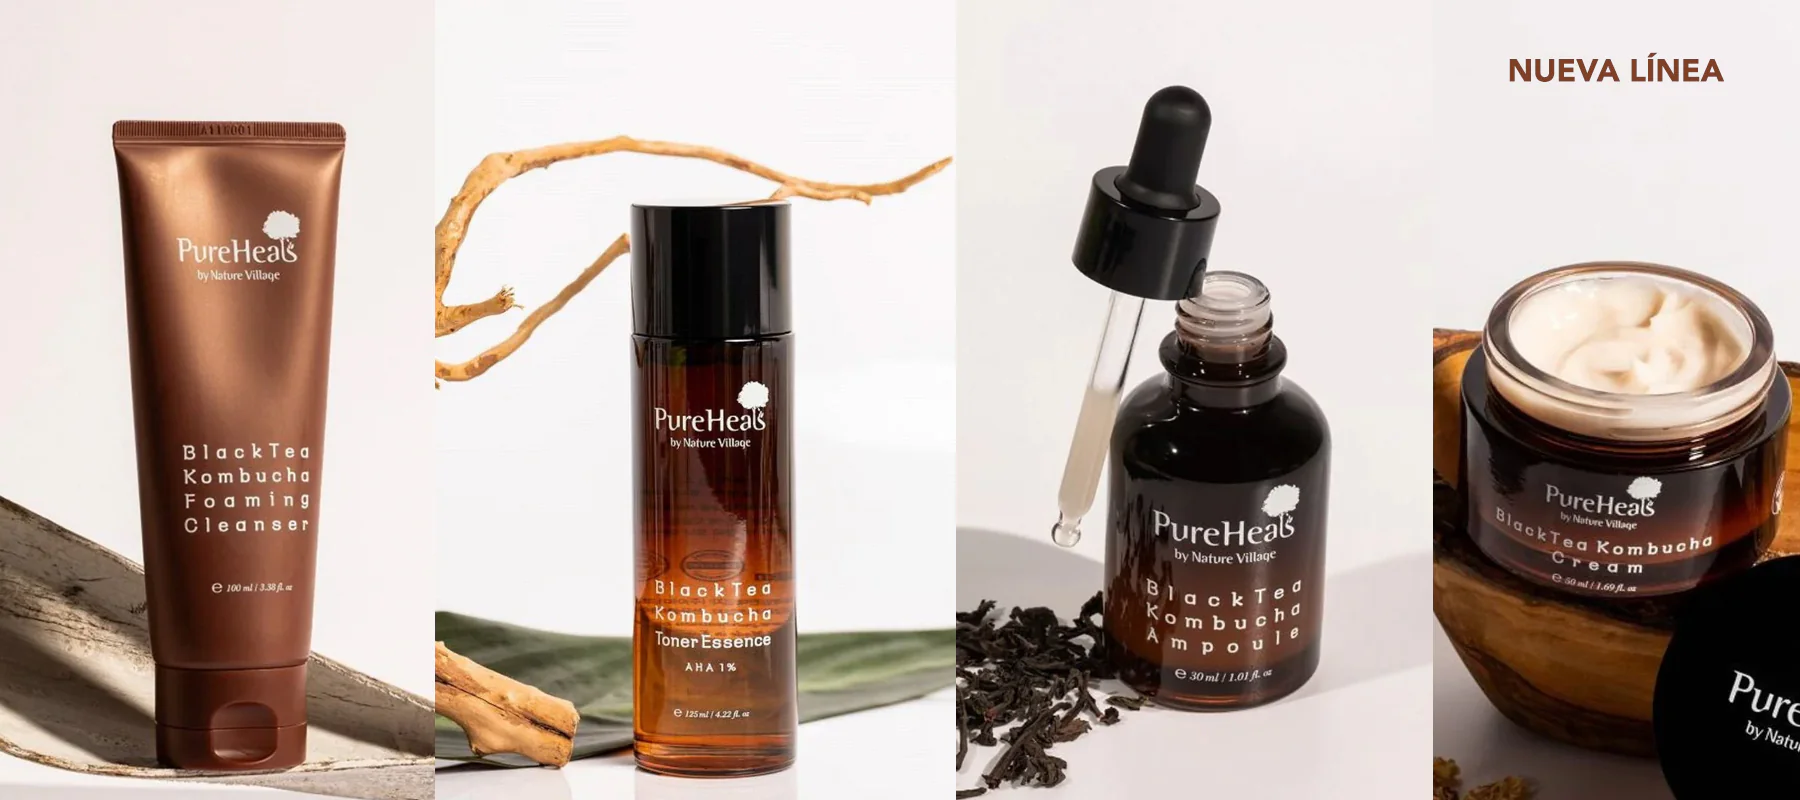 A115001
PureHeals
by Nature Village
BlackTea
Kombucha
Foaming
Cleanser
℮ 100 ml / 3.38 fl. oz
PureHeals
by Nature Village
BlackTea
Kombucha
Toner Essence
AHA 1%
℮ 125 ml / 4.22 fl. oz
PureHeals
by Nature Village
BlackTea
Kombucha
Ampoule
℮ 30 ml / 1.01 fl. oz
NUEVA LÍNEA
PureHeals
by Nature Village
BlackTea Kombucha
Cream
℮ 50 ml / 1.69 fl. oz
Pure
by Natu